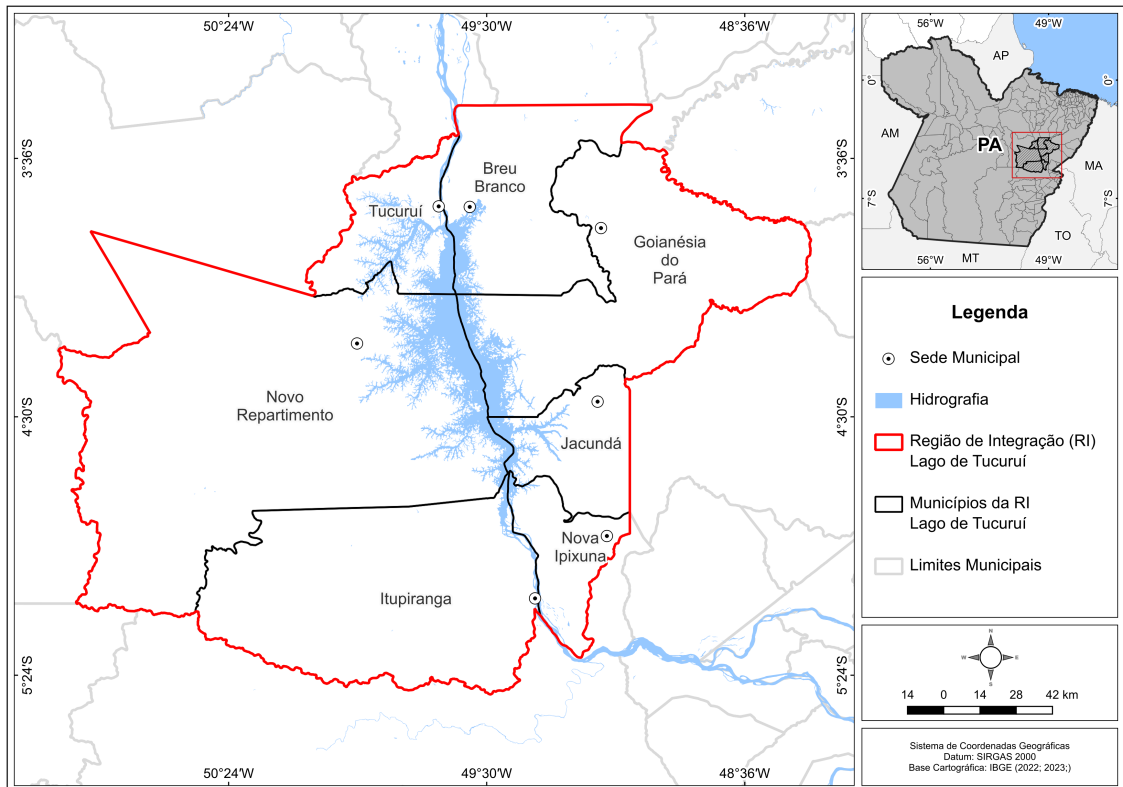 50°24'W
49°30'W
48°36'W
3°36'S
4°30'S
5°24'S
Breu
Branco
Tucuruí
Goianésia
do
Pará
Novo
Repartimento
Jacundá
Nova
Ipixuna
Itupiranga
3°36'S
4°30'S
5°24'S
50°24'W
49°30'W
48°36'W
56°W
49°W
AP
0°
0°
AM
PA
MA
7°S
7°S
TO
MT
56°W
49°W
Legenda
Sede Municipal
Hidrografia
Região de Integração (RI)
Lago de Tucuruí
Municípios da RI
Lago de Tucuruí
Limites Municipais
N
W
E
S
14 0 14 28 42 km
Sistema de Coordenadas Geográficas
Datum: SIRGAS 2000
Base Cartográfica: IBGE (2022; 2023;)